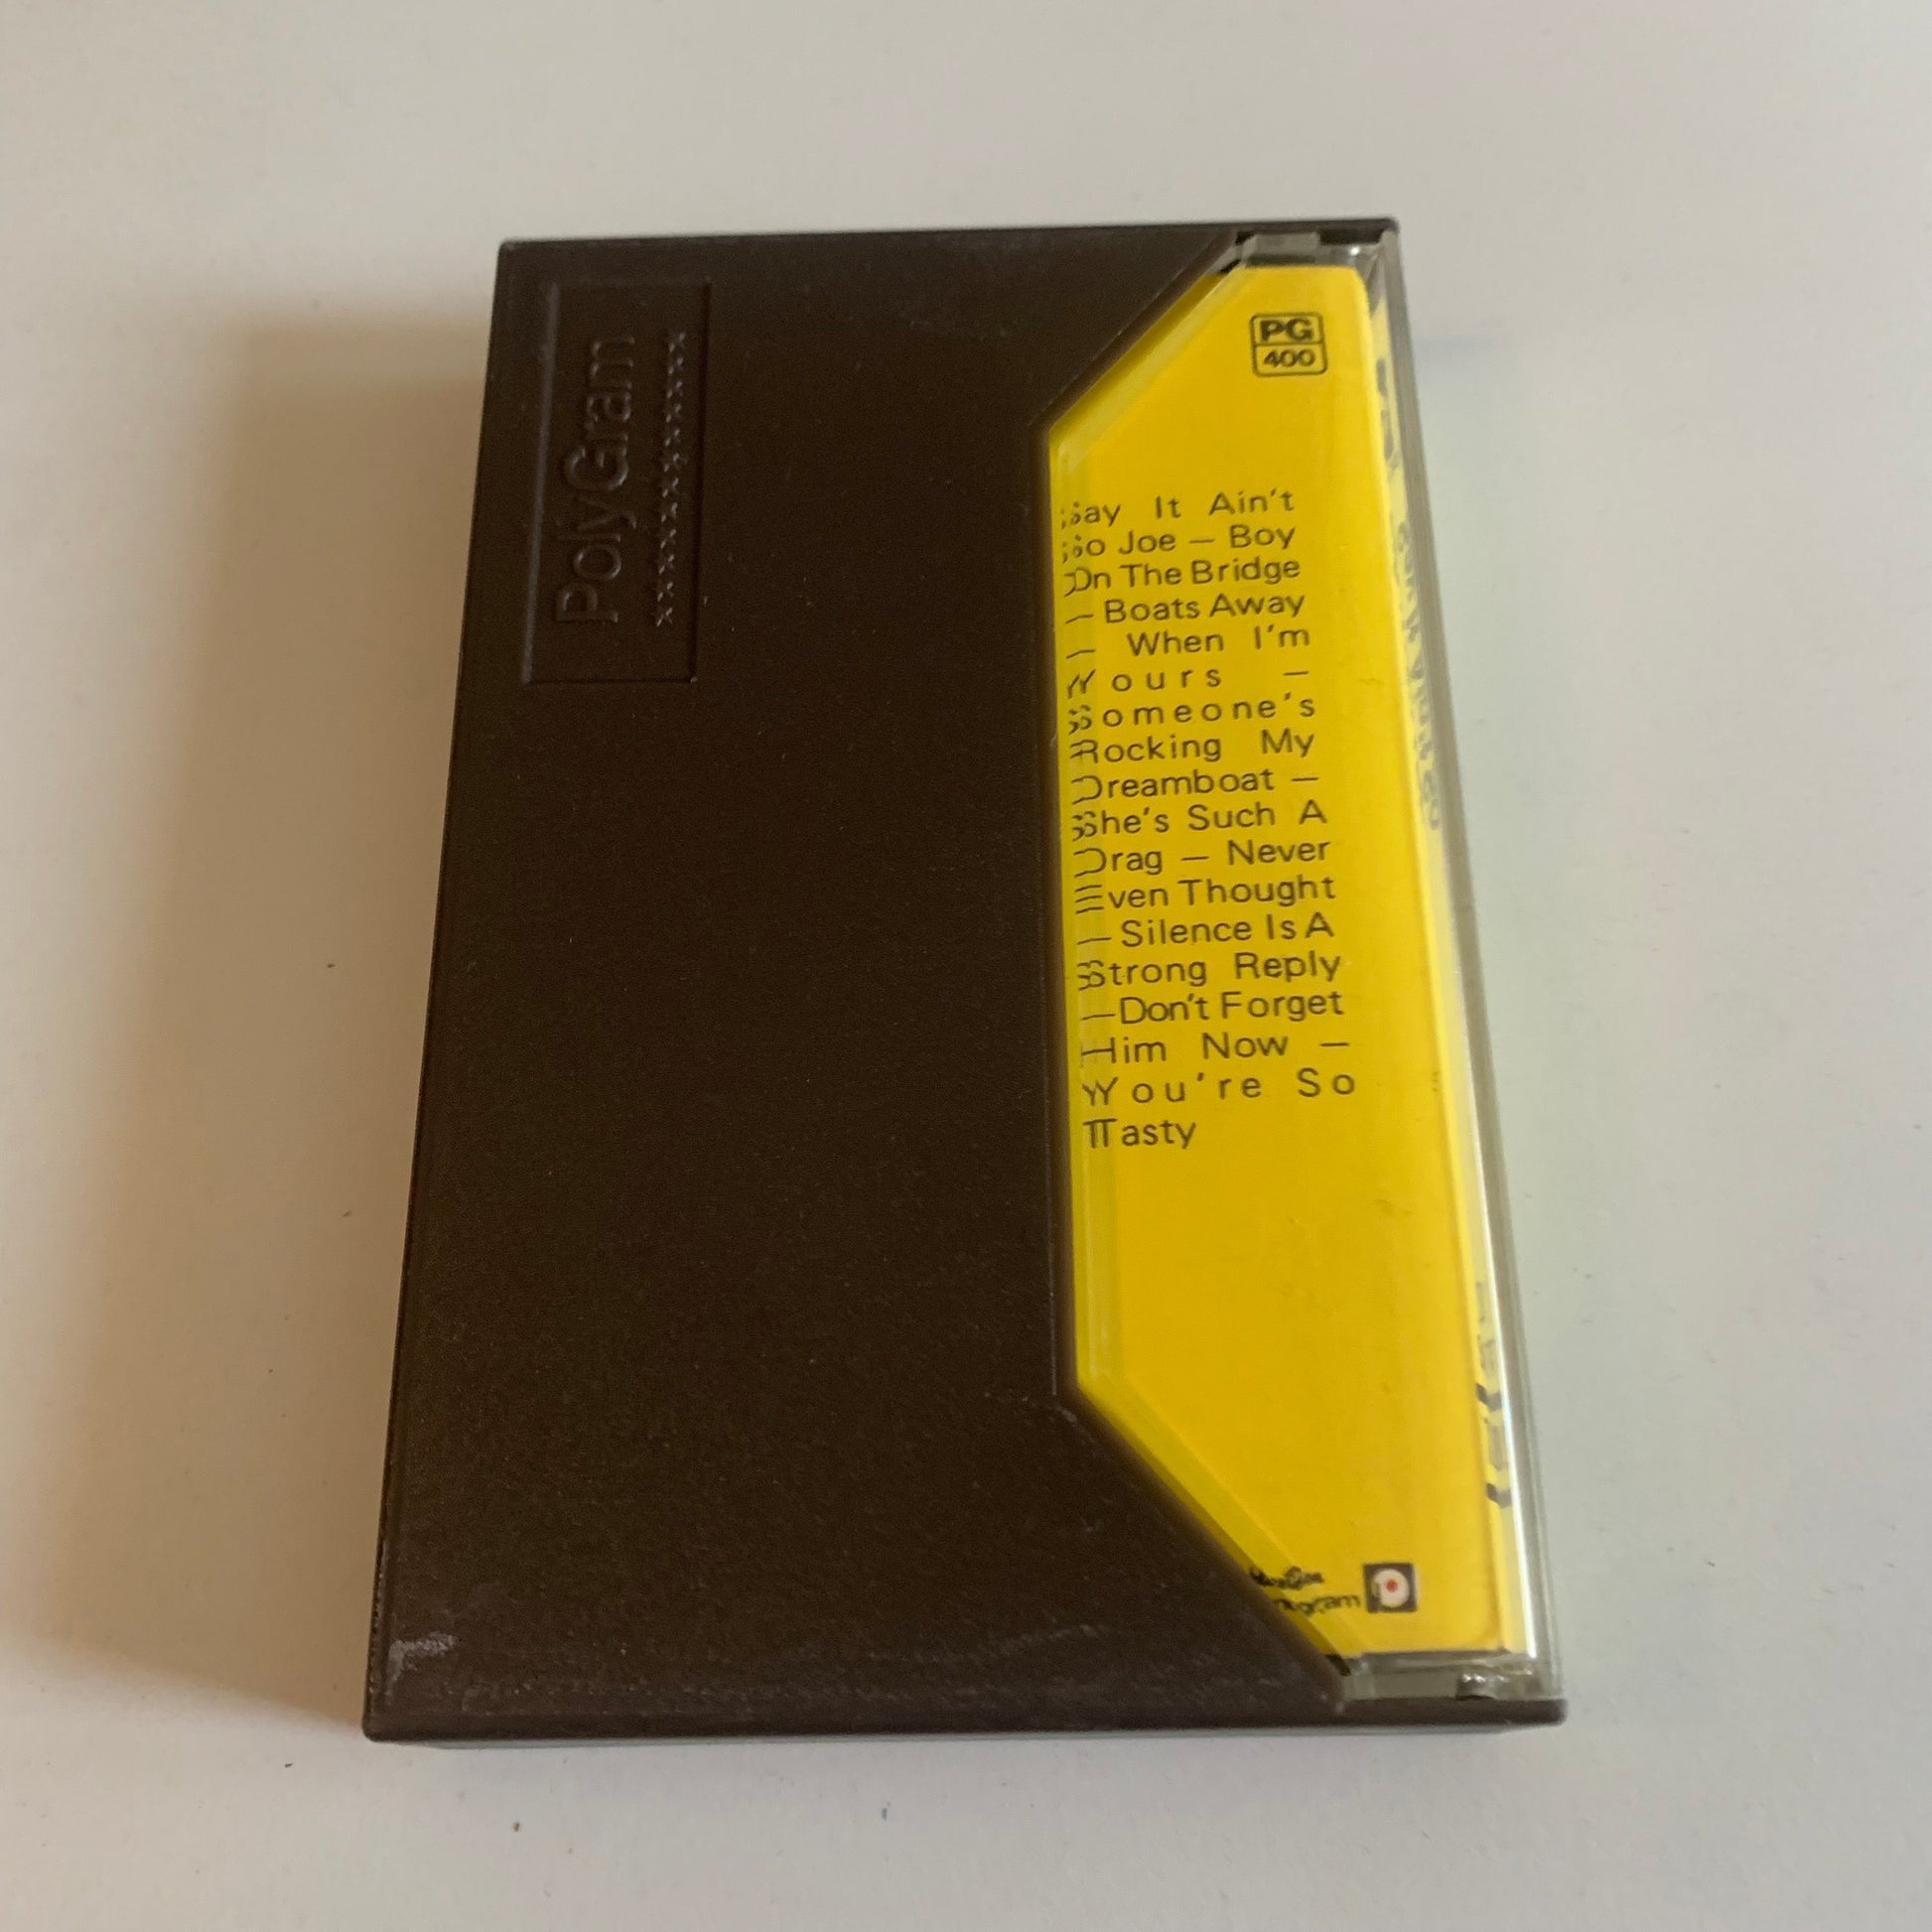 PolyGram
PG
400
Say It Ain't
So Joe — Boy
On The Bridge
— Boats Away
— When I'm
Yours —
Someone's
Rocking My
Dreamboat —
She's Such A
Drag — Never
Even Thought
— Silence Is A
Strong Reply
— Don't Forget
Him Now —
You're So
Tasty